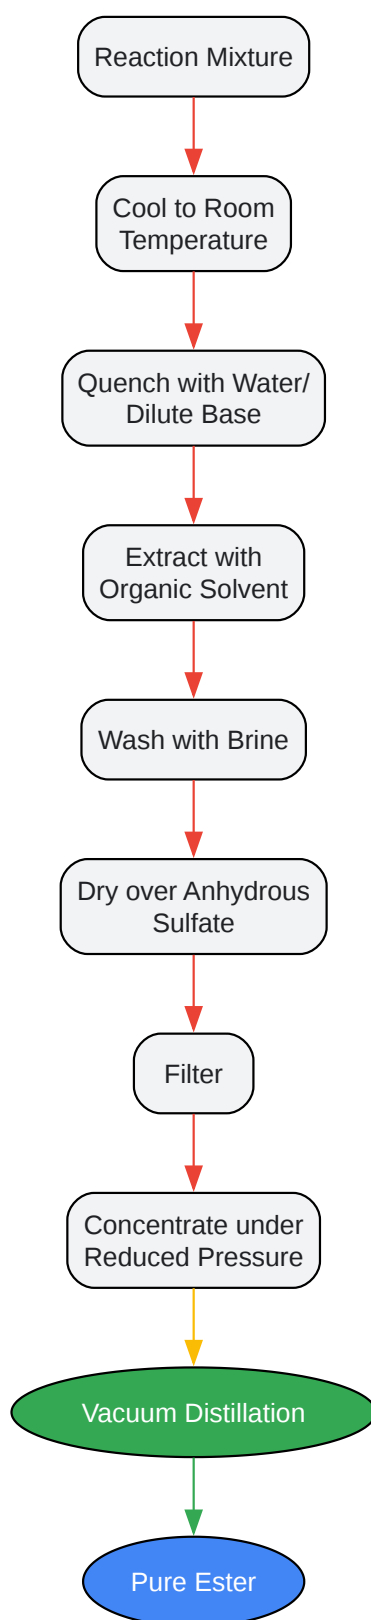 Reaction Mixture
Cool to Room
Temperature
Quench with Water/
Dilute Base
Extract with
Organic Solvent
Wash with Brine
Dry over Anhydrous
Sulfate
Filter
Concentrate under
Reduced Pressure
Vacuum Distillation
Pure Ester